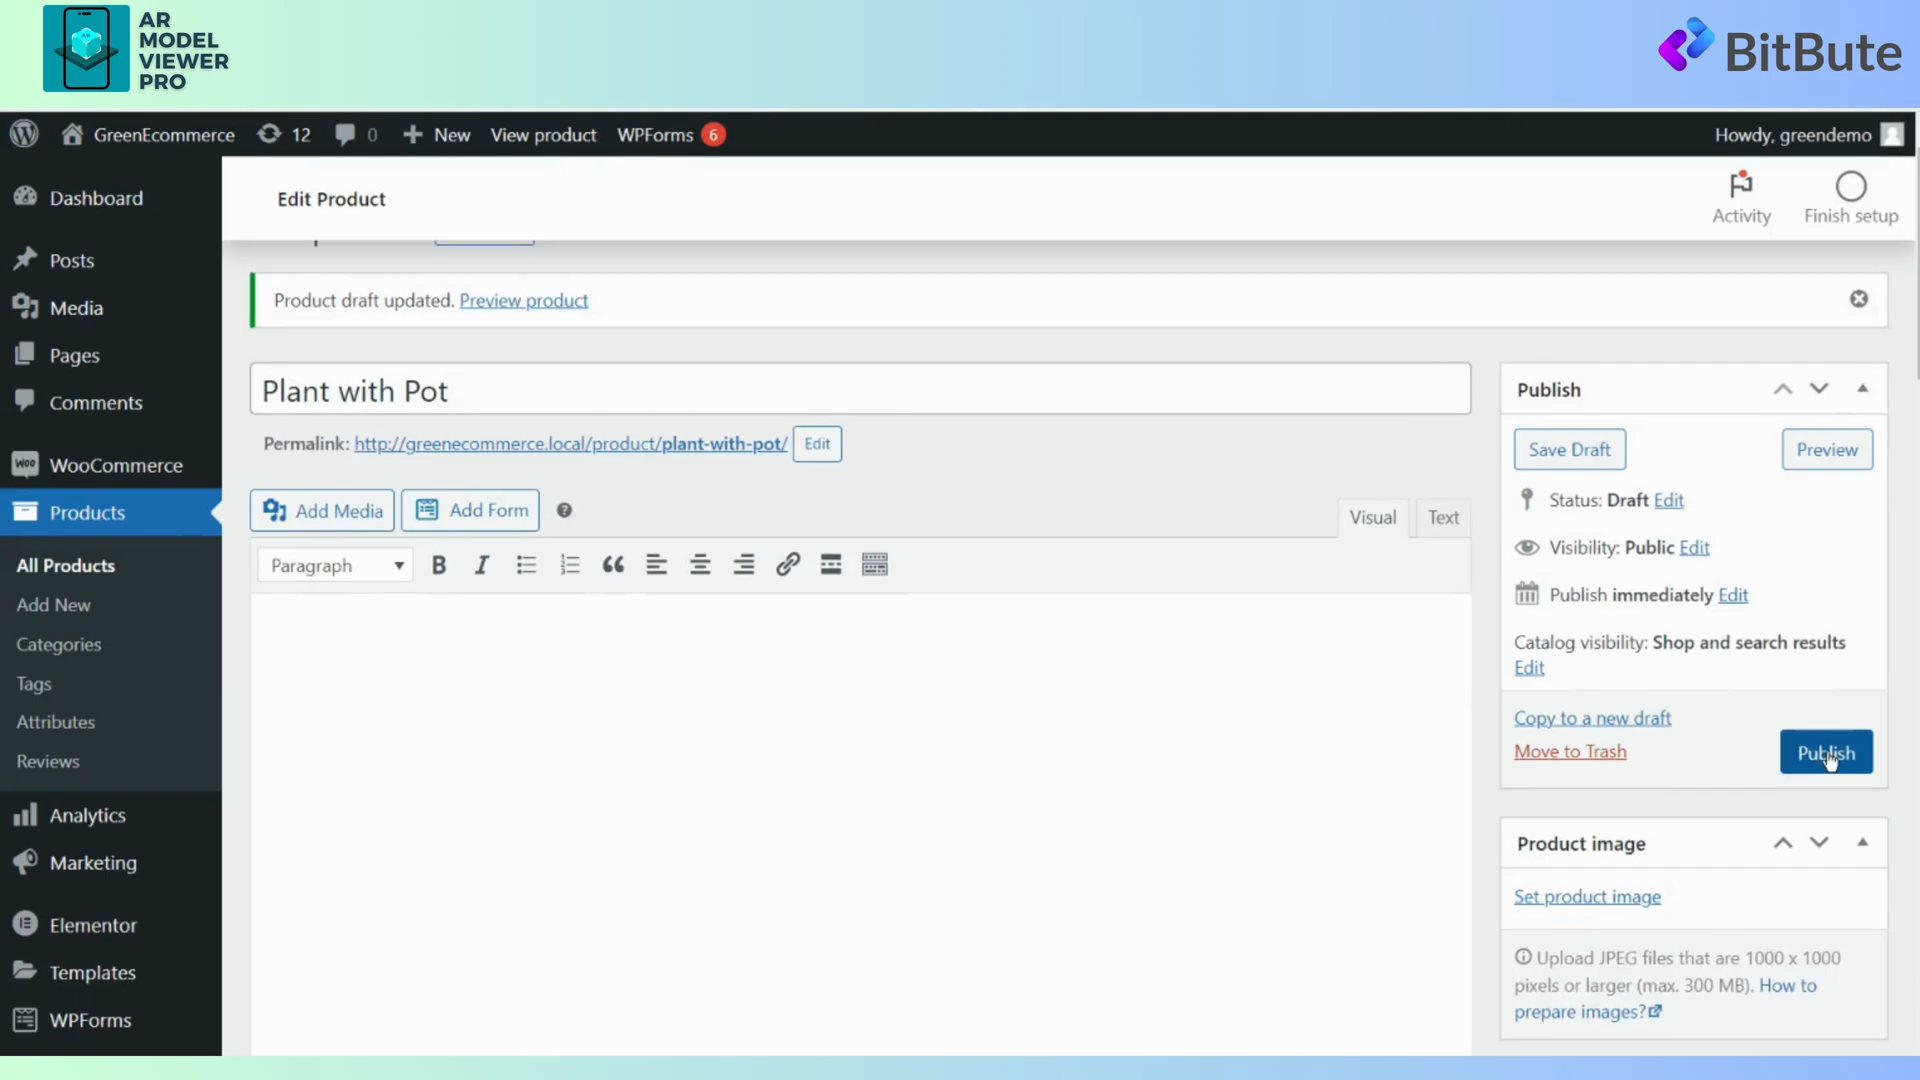 AR
MODEL
VIEWER
PRO
BitBute
GreenEcommerce 12 0 New View product WPForms 6 Howdy, greendemo
Edit Product
Activity
Finish setup
Dashboard
Posts
Media
Pages
Comments
WooCommerce
Products
All Products
Add New
Categories
Tags
Attributes
Reviews
Analytics
Marketing
Elementor
Templates
WPForms
Product draft updated. Preview product
Plant with Pot
Permalink: http://greenecommerce.local/product/plant-with-pot/ Edit
Add Media Add Form
Visual Text
Paragraph
Publish
Save Draft Preview
Status: Draft Edit
Visibility: Public Edit
Publish immediately Edit
Catalog visibility: Shop and search results
Edit
Copy to a new draft
Move to Trash Publish
Product image
Set product image
Upload JPEG files that are 1000 x 1000
pixels or larger (max. 300 MB). How to
prepare images?